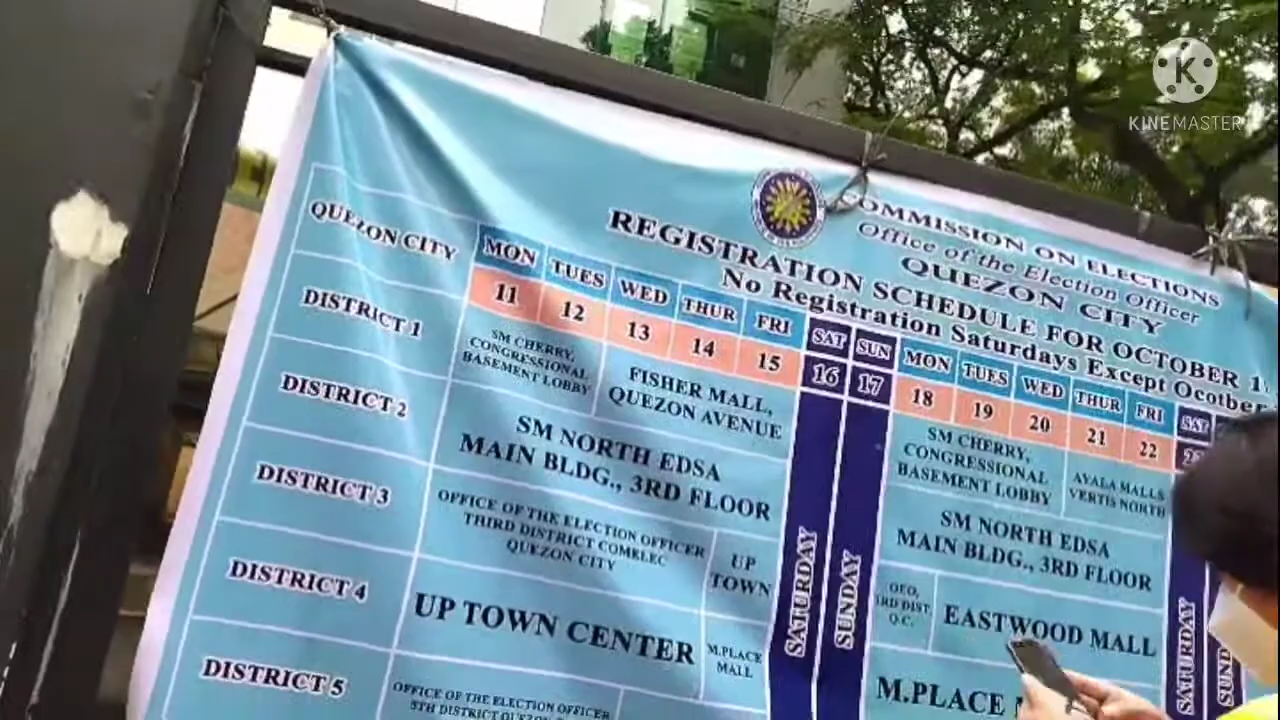 KINEMASTER
COMMISSION ON ELECTIONS
Office of the Election Officer
QUEZON CITY
REGISTRATION SCHEDULE FOR OCTOBER 1
No Registration Saturdays Except Ocotber
QUEZON CITY
MON TUES WED THUR FRI SAT SUN MON TUES WED THUR FRI SAT
11 12 13 14 15 16 17 18 19 20 21 22
DISTRICT 1
SM CHERRY,
CONGRESSIONAL
BASEMENT LOBBY
FISHER MALL,
QUEZON AVENUE
SM CHERRY,
CONGRESSIONAL
BASEMENT LOBBY
AYALA MALLS
VERTIS NORTH
DISTRICT 2
SM NORTH EDSA
MAIN BLDG., 3RD FLOOR
SM NORTH EDSA
MAIN BLDG., 3RD FLOOR
DISTRICT 3
OFFICE OF THE ELECTION OFFICER
THIRD DISTRICT COMELEC
QUEZON CITY
UP
TOWN
OEO,
3RD DIST.
Q.C.
EASTWOOD MALL
DISTRICT 4
UP TOWN CENTER
M.PLACE
MALL
M.PLACE
DISTRICT 5
OFFICE OF THE ELECTION OFFICER
5TH DISTRICT
SATURDAY
SUNDAY
SATURDAY